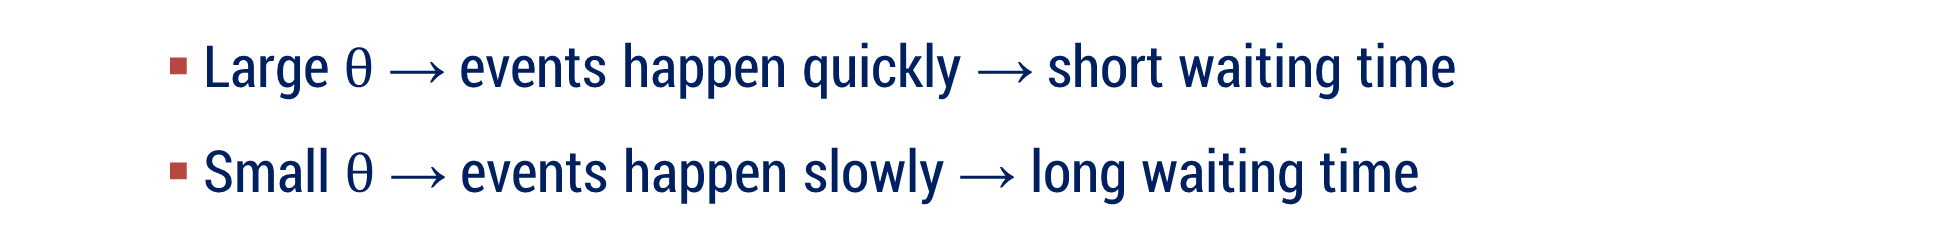 ▪ Large θ → events happen quickly → short waiting time
▪ Small θ → events happen slowly → long waiting time